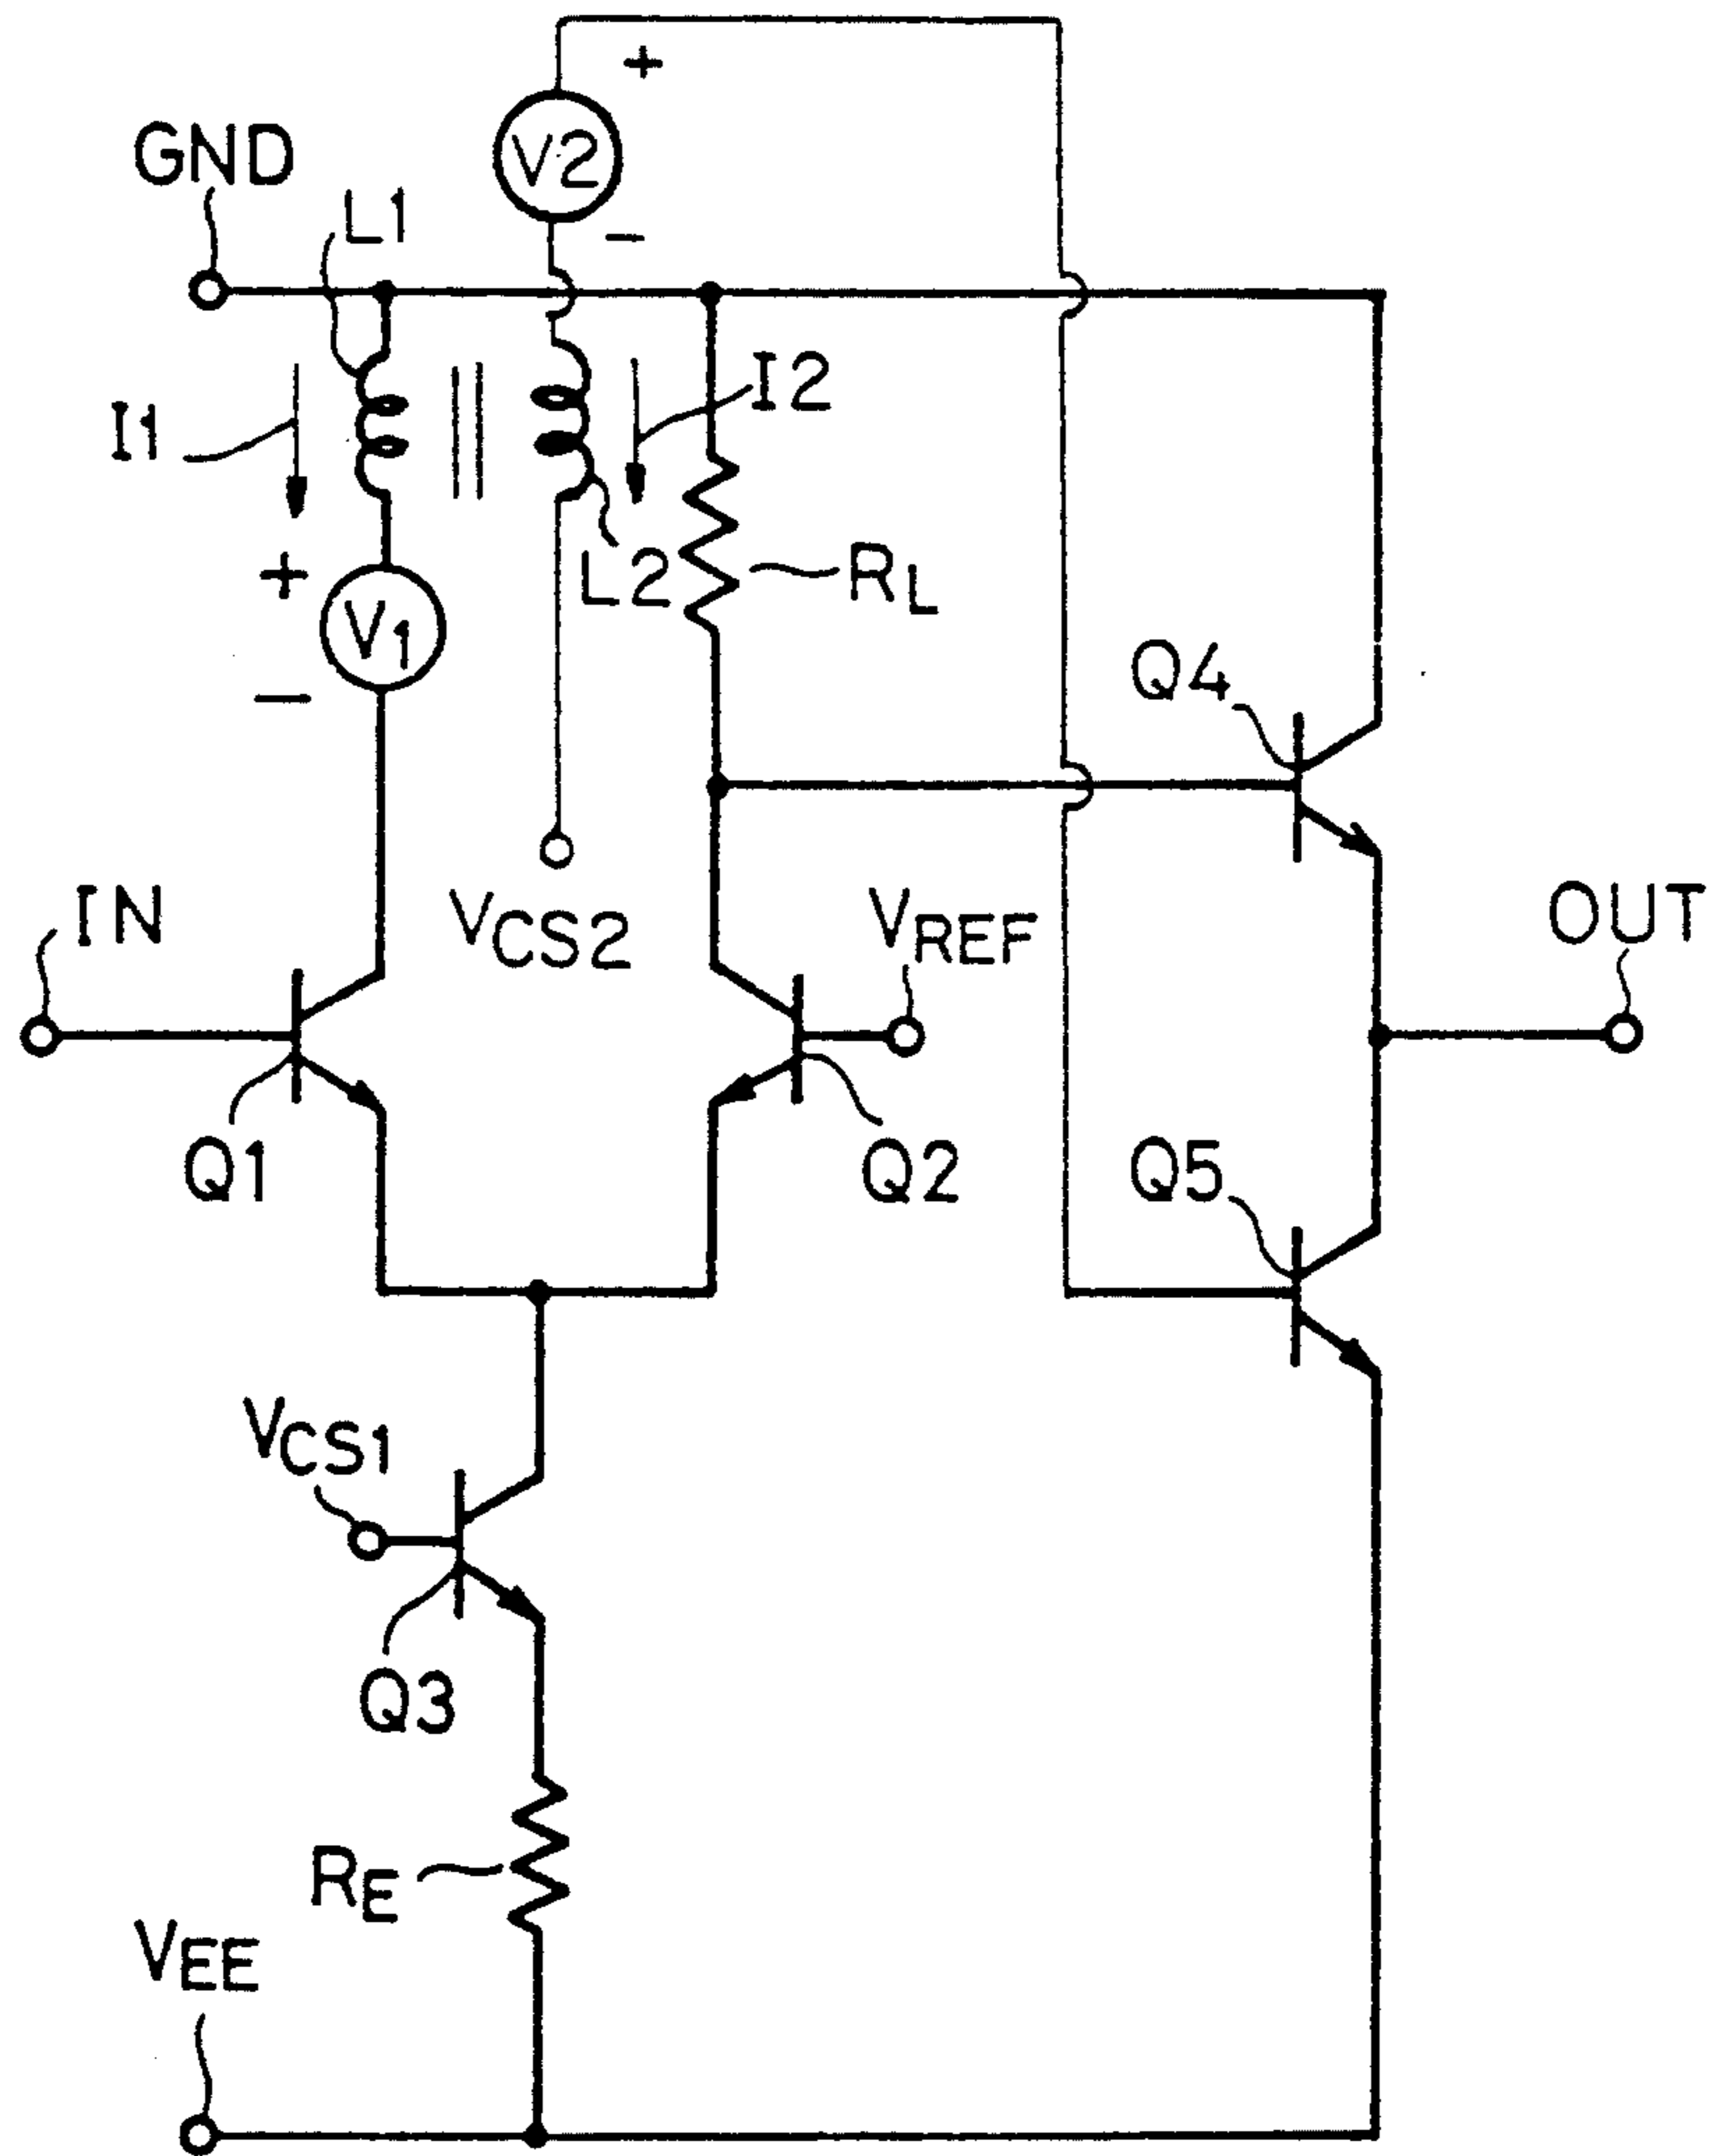 +
GND
V2
L1
−
I1
I2
+
L2
RL
V1
−
Q4
IN
VCS2
VREF
OUT
Q1
Q2
Q5
VCS1
Q3
RE
VEE